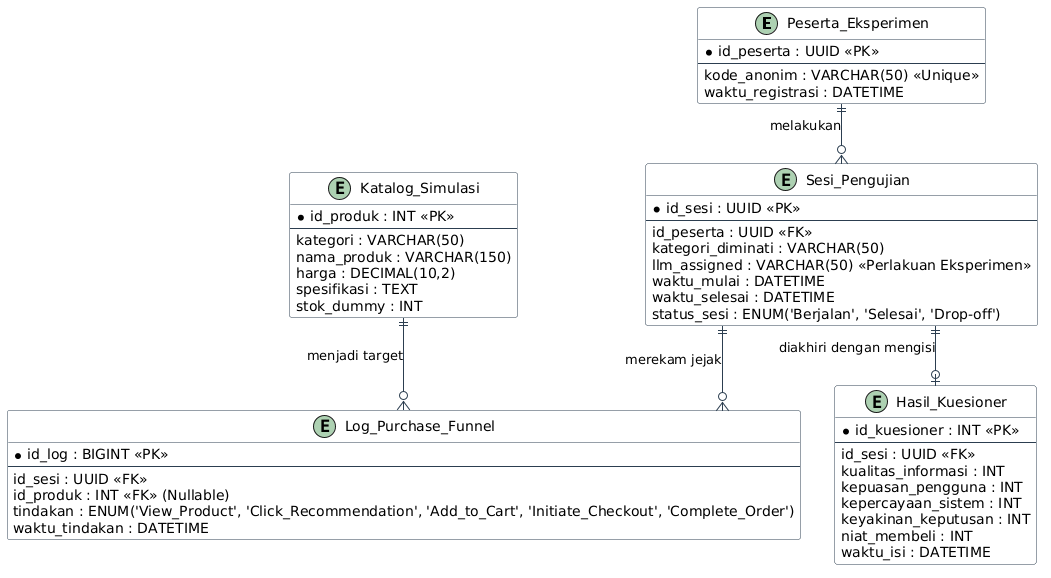 E Peserta_Eksperimen
id_peserta : UUID «PK»
kode_anonim : VARCHAR(50) «Unique»
waktu_registrasi : DATETIME
melakukan
E Katalog_Simulasi
id_produk : INT «PK»
kategori : VARCHAR(50)
nama_produk : VARCHAR(150)
harga : DECIMAL(10,2)
spesifikasi : TEXT
stok_dummy : INT
E Sesi_Pengujian
id_sesi : UUID «PK»
id_peserta : UUID «FK»
kategori_diminati : VARCHAR(50)
llm_assigned : VARCHAR(50) «Perlakuan Eksperimen»
waktu_mulai : DATETIME
waktu_selesai : DATETIME
status_sesi : ENUM('Berjalan', 'Selesai', 'Drop-off')
menjadi target
merekam jejak
diakhiri dengan mengisi
E Log_Purchase_Funnel
id_log : BIGINT «PK»
id_sesi : UUID «FK»
id_produk : INT «FK» (Nullable)
tindakan : ENUM('View_Product', 'Click_Recommendation', 'Add_to_Cart', 'Initiate_Checkout', 'Complete_Order')
waktu_tindakan : DATETIME
E Hasil_Kuesioner
id_kuesioner : INT «PK»
id_sesi : UUID «FK»
kualitas_informasi : INT
kepuasan_pengguna : INT
kepercayaan_sistem : INT
keyakinan_keputusan : INT
niat_membeli : INT
waktu_isi : DATETIME